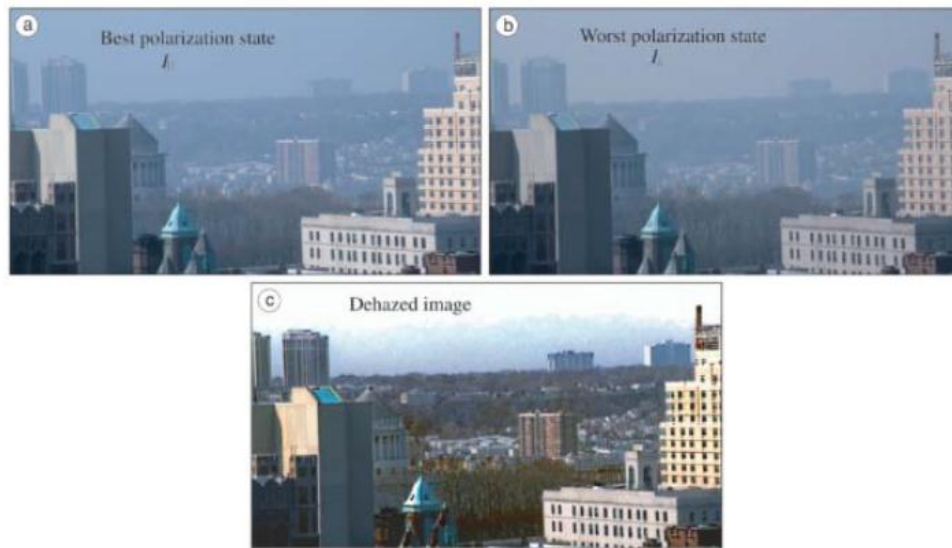 a
Best polarization state
I∥
b
Worst polarization state
I⊥
c
Dehazed image